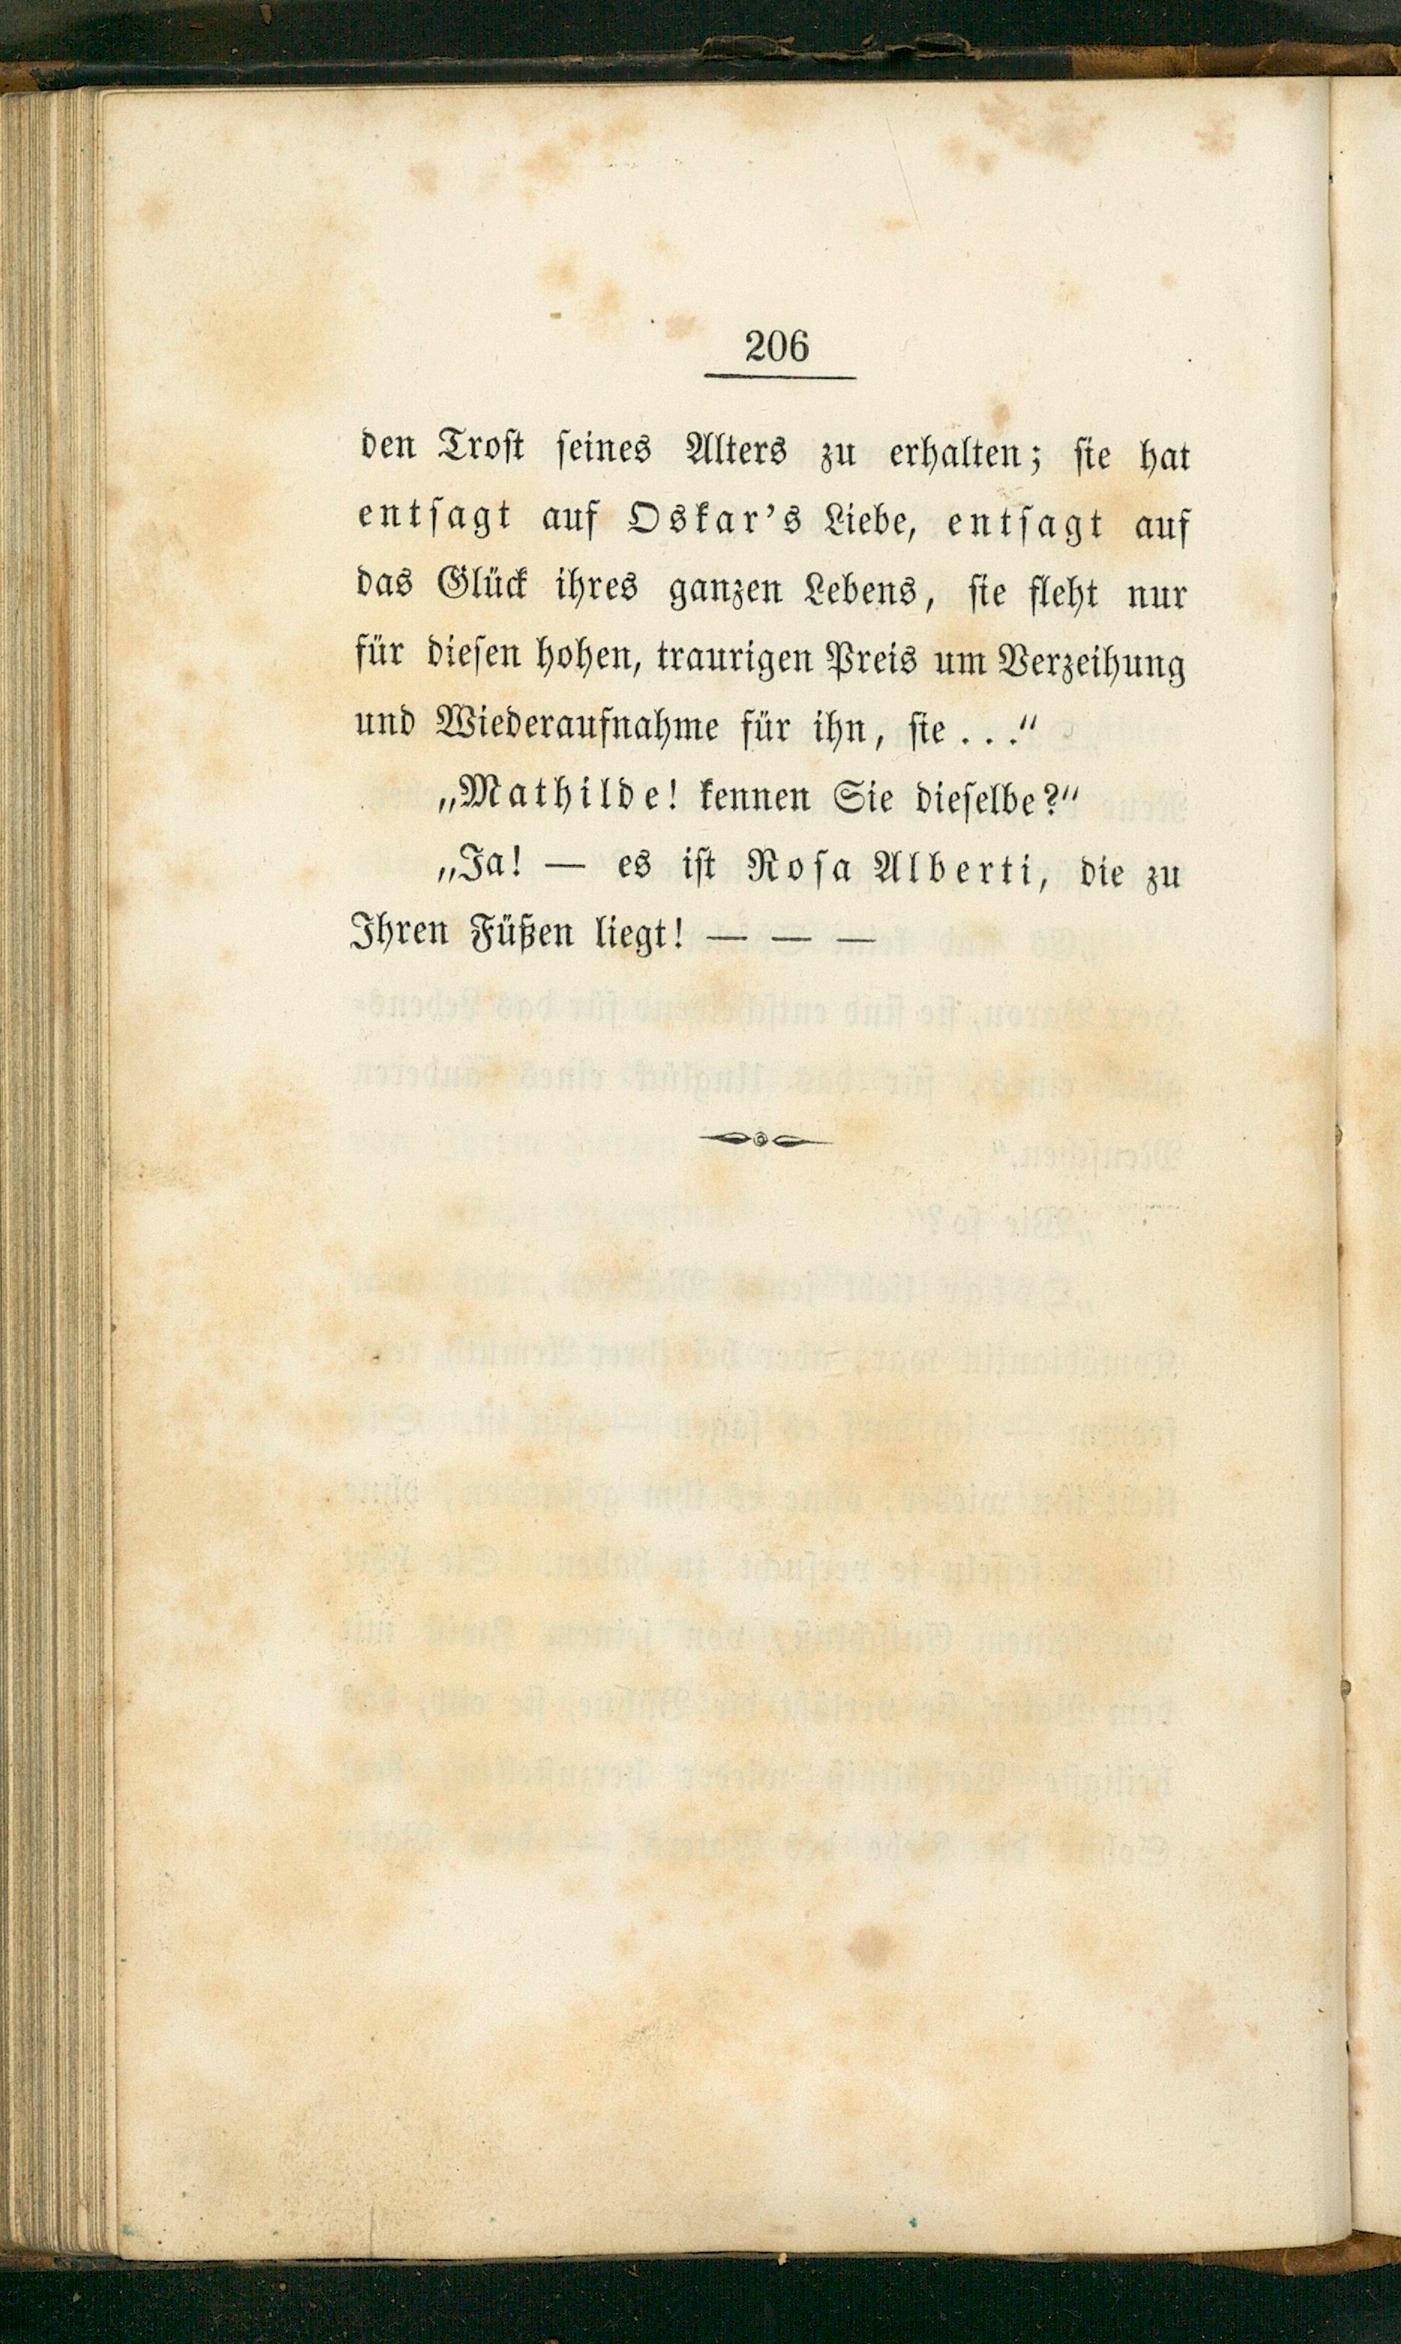 206
den Trost seines Alters zu erhalten; sie hat
entsagt auf Oskar's Liebe, entsagt auf
das Glück ihres ganzen Lebens, sie fleht nur
für diesen hohen, traurigen Preis um Verzeihung
und Wiederaufnahme für ihn, sie . . .“
„Mathilde! kennen Sie dieselbe?“
„Ja! — es ist Rosa Alberti, die zu
Ihren Füßen liegt! — — —